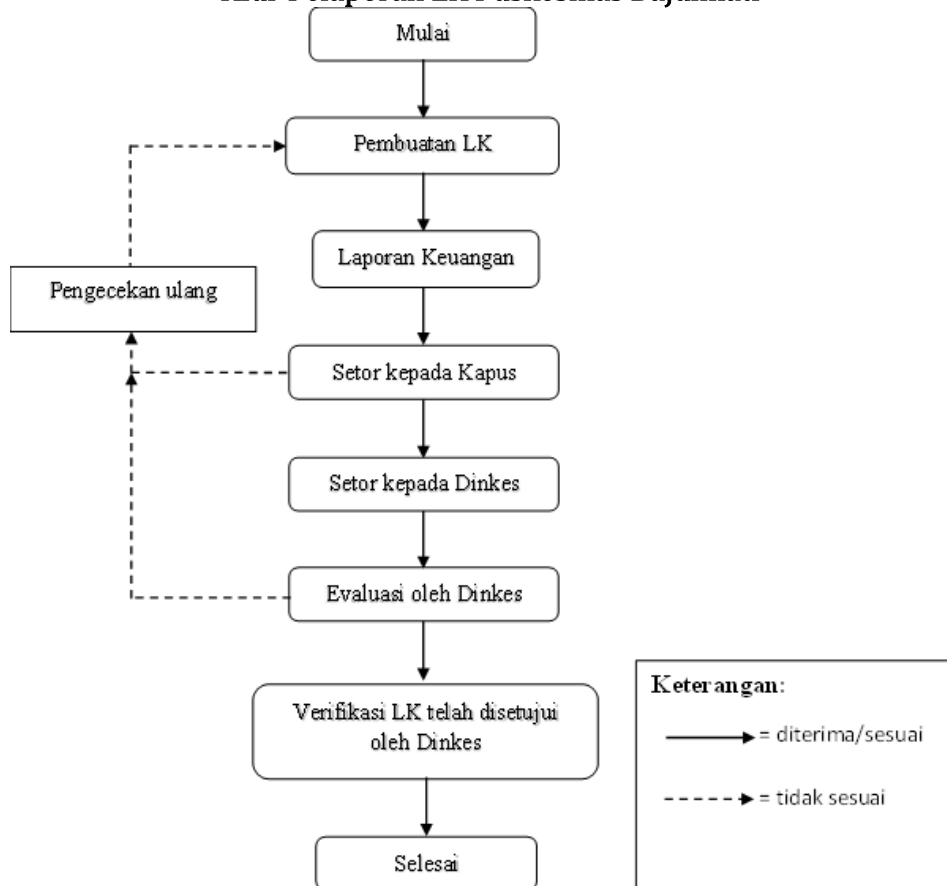 Mulai
Pembuatan LK
Laporan Keuangan
Pengecekan ulang
Setor kepada Kapus
Setor kepada Dinkes
Evaluasi oleh Dinkes
Verifikasi LK telah disetujui
oleh Dinkes
Selesai
Keterangan:
= diterima/sesuai
= tidak sesuai